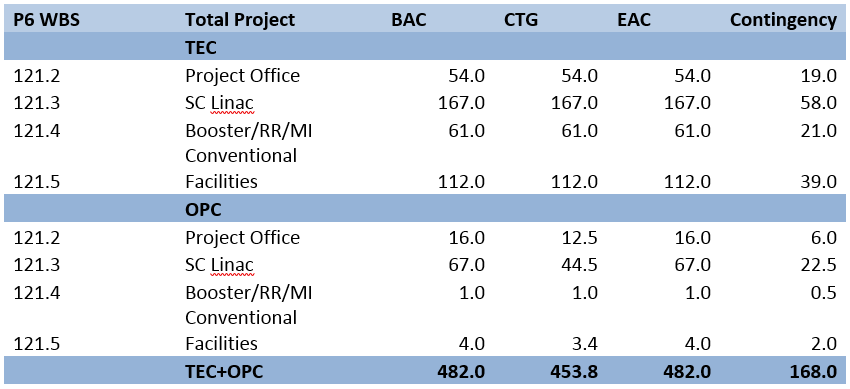 P6 WBS Total Project BAC CTG EAC Contingency
TEC
121.2 Project Office 54.0 54.0 54.0 19.0
121.3 SC Linac 167.0 167.0 167.0 58.0
121.4 Booster/RR/MI 61.0 61.0 61.0 21.0
Conventional
121.5 Facilities 112.0 112.0 112.0 39.0
OPC
121.2 Project Office 16.0 12.5 16.0 6.0
121.3 SC Linac 67.0 44.5 67.0 22.5
121.4 Booster/RR/MI 1.0 1.0 1.0 0.5
Conventional
121.5 Facilities 4.0 3.4 4.0 2.0
TEC+OPC 482.0 453.8 482.0 168.0